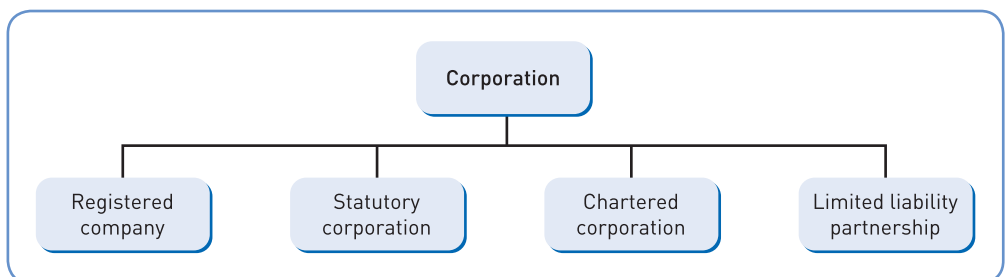 Corporation
Registered
company
Statutory
corporation
Chartered
corporation
Limited liability
partnership